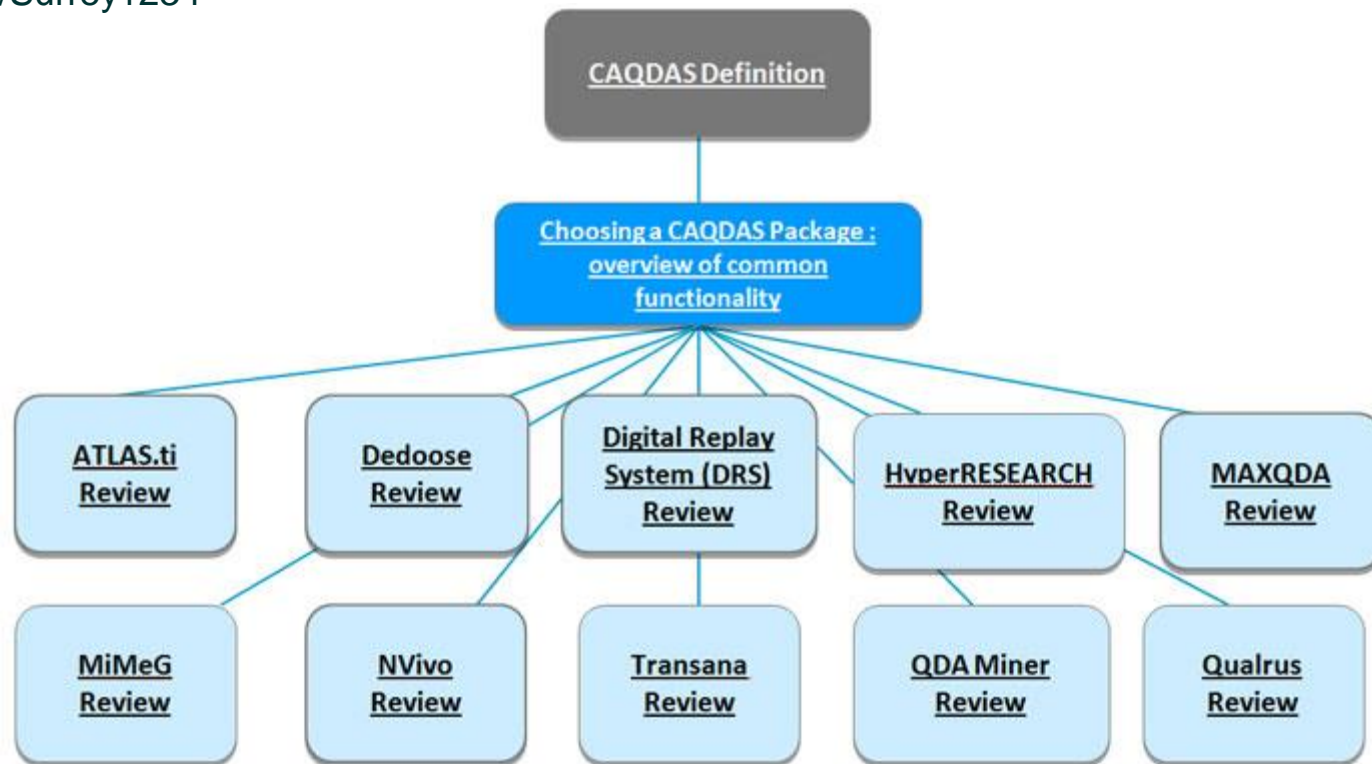 CAQDAS Definition
Choosing a CAQDAS Package :
overview of common
functionality
ATLAS.ti
Review
Dedoose
Review
Digital Replay
System (DRS)
Review
HyperRESEARCH
Review
MAXQDA
Review
MiMeG
Review
NVivo
Review
Transana
Review
QDA Miner
Review
Qualrus
Review